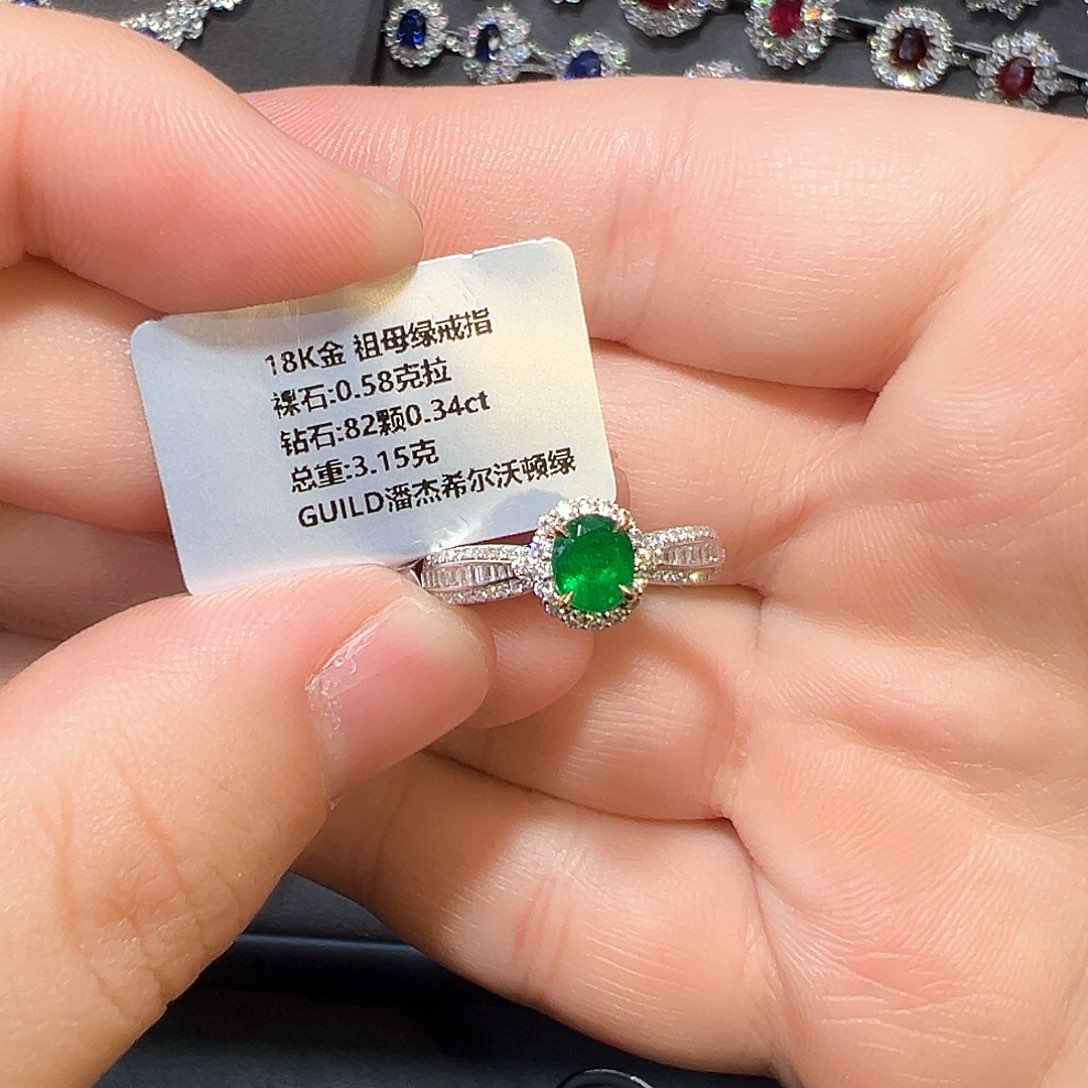 18K金 祖母绿戒指
裸石:0.58克拉
钻石:82颗0.34ct
总重:3.15克
GUILD潘杰希尔沃顿绿